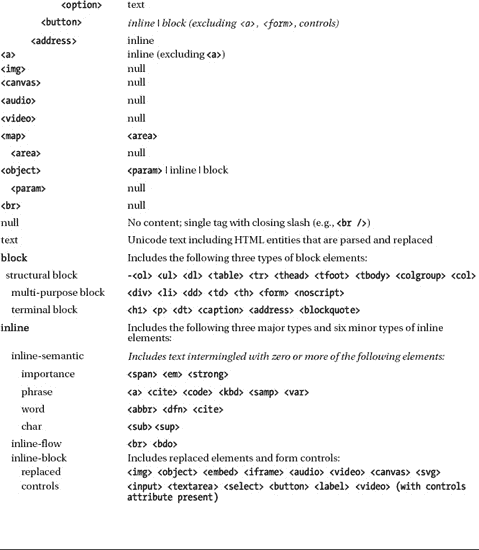 <option> text
<button> inline | block (excluding <a>, <form>, controls)
<address> inline
<a> inline (excluding <a>)
<img> null
<canvas> null
<audio> null
<video> null
<map> <area>
<area> null
<object> <param> | inline | block
<param> null
<br> null
null No content; single tag with closing slash (e.g., <br />)
text Unicode text including HTML entities that are parsed and replaced
block Includes the following three types of block elements:
structural block -<ol> <ul> <dl> <table> <tr> <thead> <tfoot> <tbody> <colgroup> <col>
multi-purpose block <div> <li> <dd> <td> <th> <form> <noscript>
terminal block <h1> <p> <dt> <caption> <address> <blockquote>
inline Includes the following three major types and six minor types of inline
elements:
inline-semantic Includes text intermingled with zero or more of the following elements:
importance <span> <em> <strong>
phrase <a> <cite> <code> <kbd> <samp> <var>
word <abbr> <dfn> <cite>
char <sub> <sup>
inline-flow <br> <bdo>
inline-block Includes replaced elements and form controls:
replaced <img> <object> <embed> <iframe> <audio> <video> <canvas> <svg>
controls <input> <textarea> <select> <button> <label> <video> (with controls
attribute present)